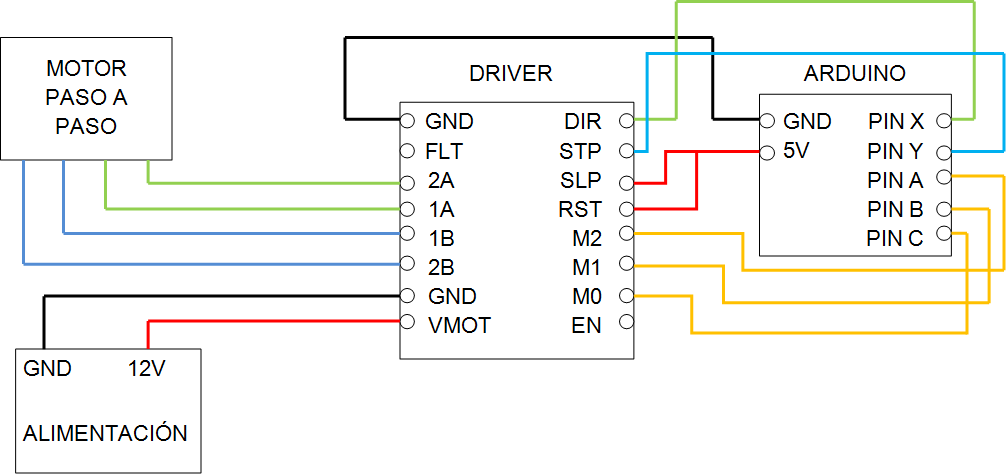 MOTOR
PASO A
PASO
DRIVER
ARDUINO
GND
FLT
2A
1A
1B
2B
GND
VMOT
DIR
STP
SLP
RST
M2
M1
M0
EN
GND
5V
PIN X
PIN Y
PIN A
PIN B
PIN C
GND 12V
ALIMENTACIÓN